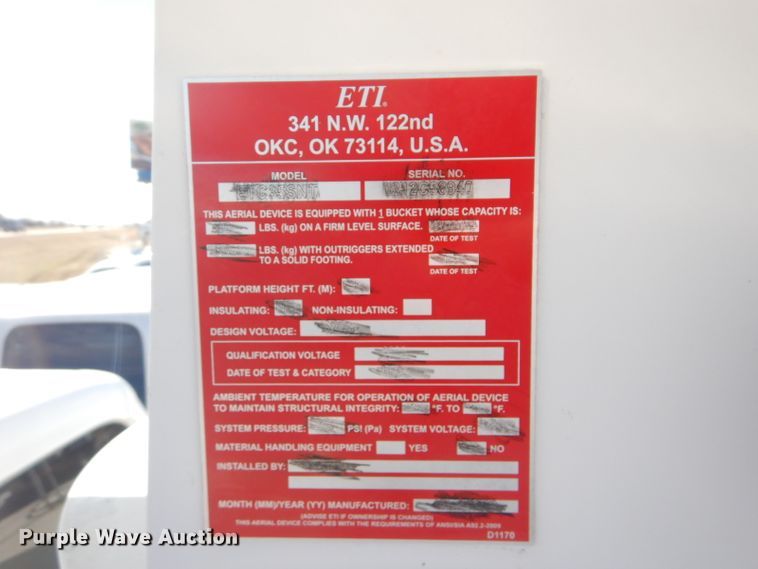 ETI®
341 N.W. 122nd
OKC, OK 73114, U.S.A.
MODEL SERIAL NO.
THIS AERIAL DEVICE IS EQUIPPED WITH 1 BUCKET WHOSE CAPACITY IS:
LBS. (kg) ON A FIRM LEVEL SURFACE.
DATE OF TEST
LBS. (kg) WITH OUTRIGGERS EXTENDED
TO A SOLID FOOTING.
DATE OF TEST
PLATFORM HEIGHT FT. (M):
INSULATING: NON-INSULATING:
DESIGN VOLTAGE:
QUALIFICATION VOLTAGE
DATE OF TEST & CATEGORY
AMBIENT TEMPERATURE FOR OPERATION OF AERIAL DEVICE
TO MAINTAIN STRUCTURAL INTEGRITY: °F. TO °F.
SYSTEM PRESSURE: PSI (Pa) SYSTEM VOLTAGE:
MATERIAL HANDLING EQUIPMENT YES NO
INSTALLED BY:
MONTH (MM)/YEAR (YY) MANUFACTURED:
(ADVISE ETI IF OWNERSHIP IS CHANGED)
THIS AERIAL DEVICE COMPLIES WITH THE REQUIREMENTS OF ANSI/SIA A92.2-2009
D1170
Purple Wave Auction